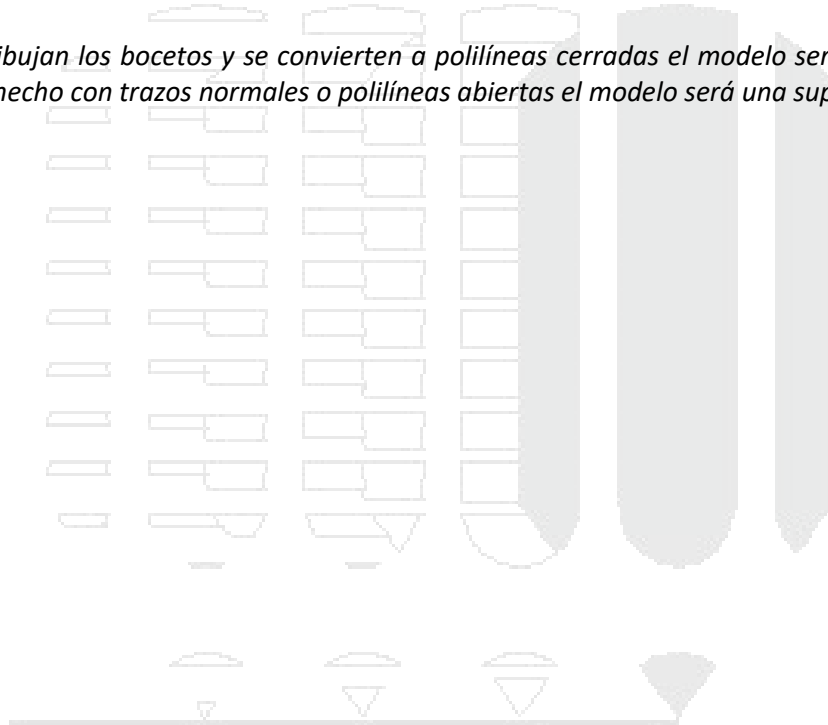 bujan los bocetos y se convierten a polilíneas cerradas el modelo ser
hecho con trazos normales o polilíneas abiertas el modelo será una sup